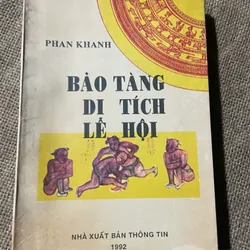 PHAN KHANH
BẢO TÀNG
DI TÍCH
LỄ HỘI
NHÀ XUẤT BẢN THÔNG TIN
1992